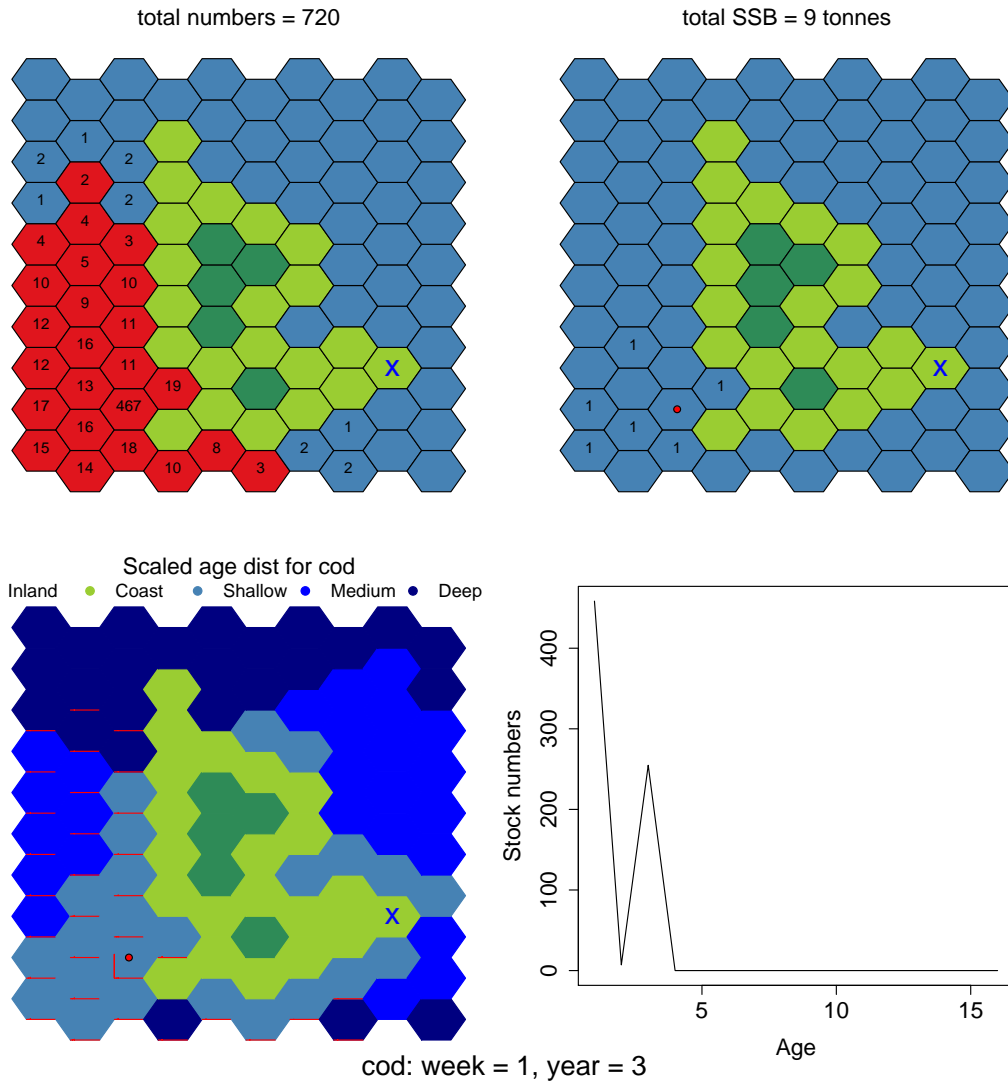 total numbers = 720
1
2 2
2
1 2
4
4 3
5
10 10
9
12 11
16
12 11 X
13 19
17 467
16 1
15 18 8 2
14 10 3 2
total SSB = 9 tonnes
1
X
1
1
1
1 1
Scaled age dist for cod
Inland Coast Shallow Medium Deep
X
Stock numbers
400
300
200
100
0
5 10 15
Age
cod: week = 1, year = 3